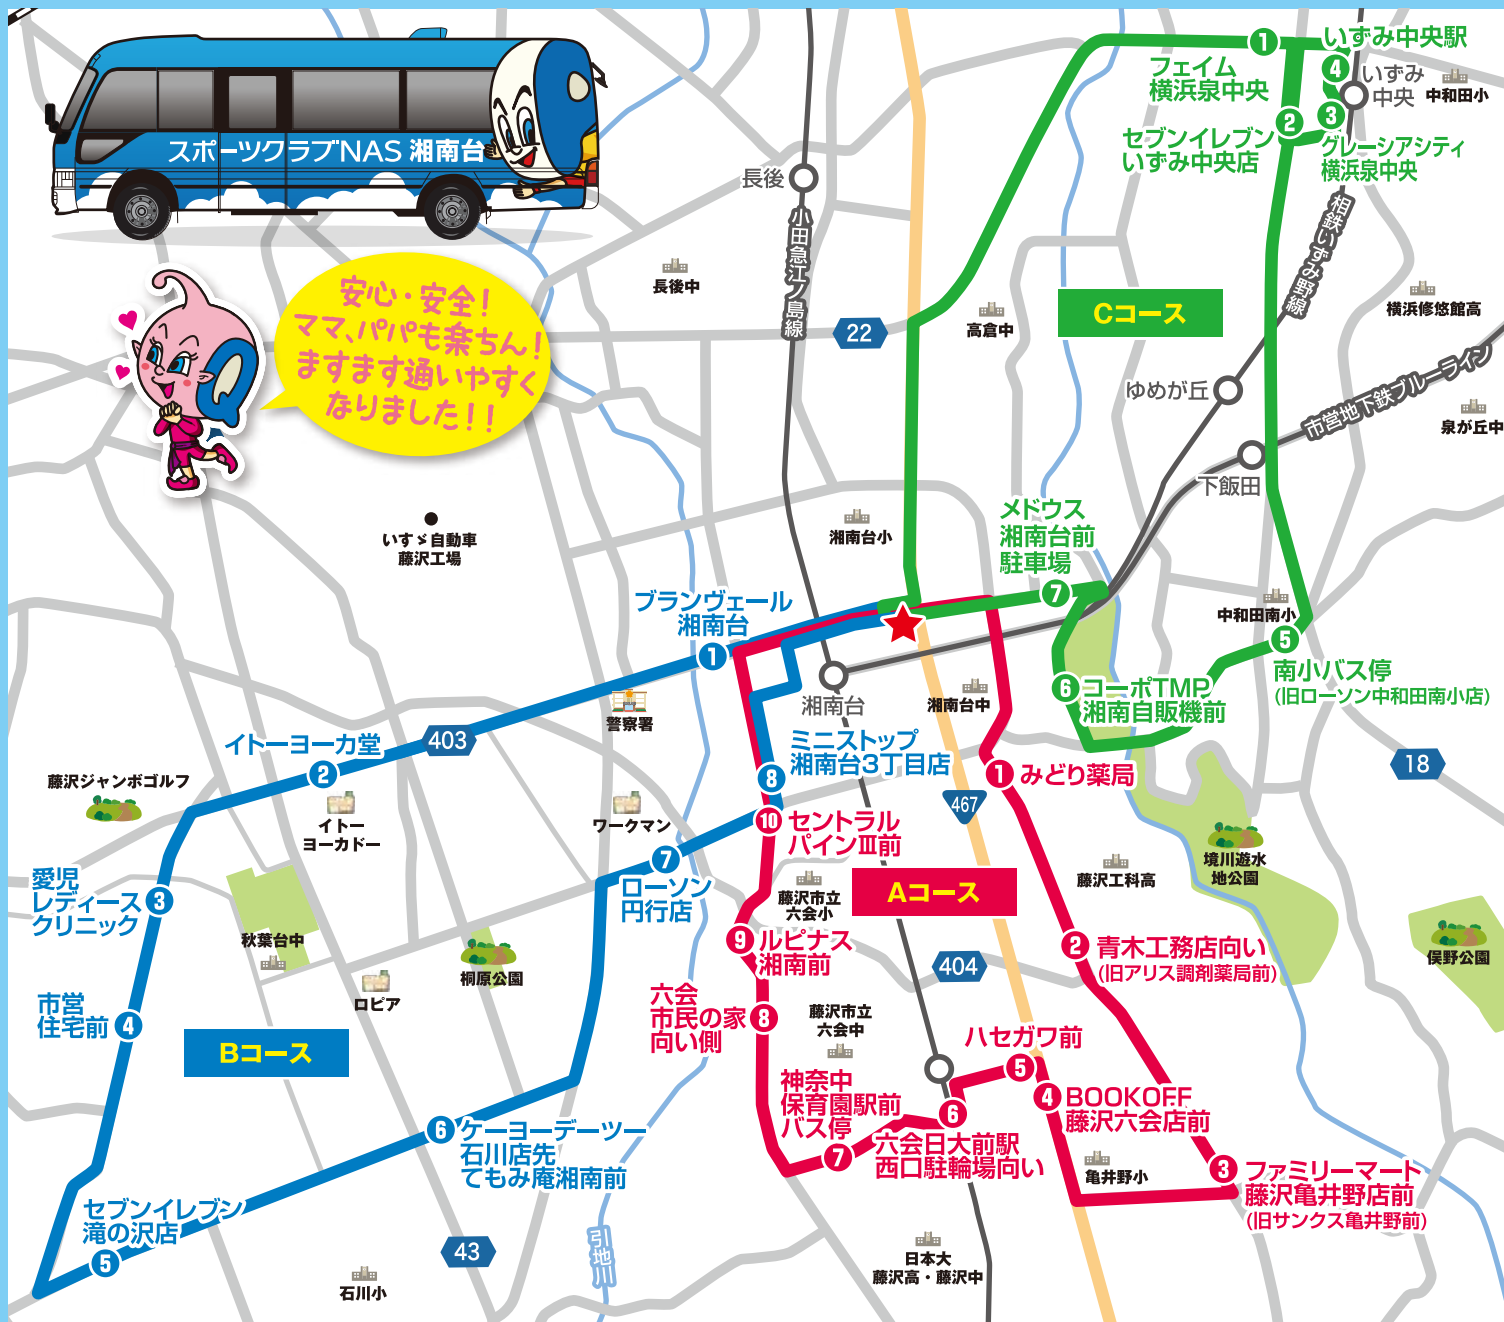 スポーツクラブNAS 湘南台
安心・安全！
ママ、パパも楽ちん！
ますます通いやすく
なりました！！
いすゞ自動車
藤沢工場
長後
小田急江ノ島線
長後中
22
高倉中
湘南台小
Cコース
1
フェイム
横浜泉中央
いずみ中央駅
4
いずみ
中央
中和田小
2
セブンイレブン
いずみ中央店
3
グレーシアシティ
横浜泉中央
相鉄いずみ野線
横浜修悠館高
ゆめが丘
市営地下鉄ブルーライン
泉が丘中
下飯田
メドウス
湘南台前
駐車場
7
中和田南小
5
南小バス停
(旧ローソン中和田南小店)
6
コーポTMP
湘南自販機前
18
ブランヴェール
湘南台
1
湘南台
湘南台中
警察署
403
イトーヨーカ堂
2
藤沢ジャンボゴルフ
イトー
ヨーカドー
ワークマン
ミニストップ
湘南台3丁目店
8
1
みどり薬局
467
10
セントラル
パインⅢ前
7
ローソン
円行店
愛児
レディース
クリニック
3
秋葉台中
桐原公園
ロピア
市営
住宅前
4
Bコース
藤沢市立
六会小
Aコース
藤沢工科高
境川遊水
地公園
俣野公園
9
ルピナス
湘南前
404
2
青木工務店向い
(旧アリス調剤薬局前)
六会
市民の家
向い側
8
藤沢市立
六会中
ハセガワ前
5
4
BOOKOFF
藤沢六会店前
神奈中
保育園駅前
バス停
7
6
六会日大前駅
西口駐輪場向い
亀井野小
3
ファミリーマート
藤沢亀井野店前
(旧サンクス亀井野前)
6
ケーヨーデーツー
石川店先
てもみ庵湘南前
セブンイレブン
滝の沢店
5
43
引地川
石川小
日本大
藤沢高・藤沢中